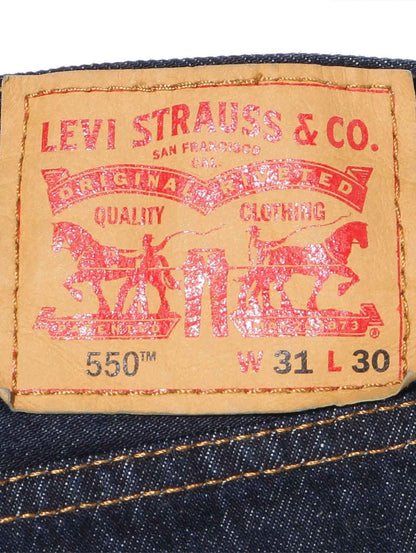 LEVI STRAUSS & CO.
SAN FRANCISCO
CAL.
ORIGINAL RIVETED
QUALITY CLOTHING
550™ W 31 L 30